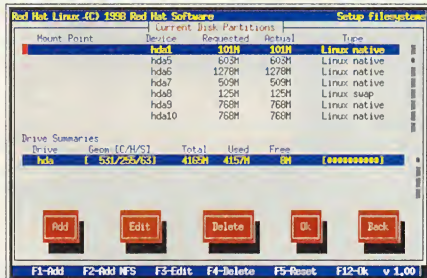 Red Hat Linux (C) 1998 Red Hat Software Setup filesystems
Current Disk Partitions
Mount Point Device Requested Actual Type
hda1 101M 101M Linux native
hda5 603M 603M Linux native
hda6 1278M 1278M Linux native
hda7 509M 509M Linux native
hda8 125M 125M Linux swap
hda9 768M 768M Linux native
hda10 768M 768M Linux native
Drive Summaries
Drive Geom [C/H/S] Total Used Free
hda [ 531/255/63] 4165M 4157M 8M [##########]
Add Edit Delete Ok Back
F1-Add F2-Add NFS F3-Edit F4-Delete F5-Reset F12-Ok v 1.00